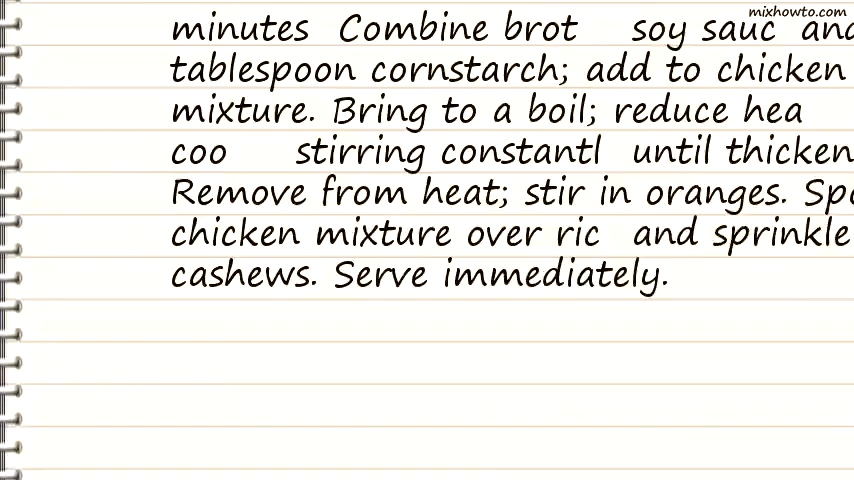 mixhowto.com
minutes Combine brot soy sauc and
tablespoon cornstarch; add to chicken
mixture. Bring to a boil; reduce hea
coo stirring constantl until thicken
Remove from heat; stir in oranges. Spo
chicken mixture over ric and sprinkle
cashews. Serve immediately.